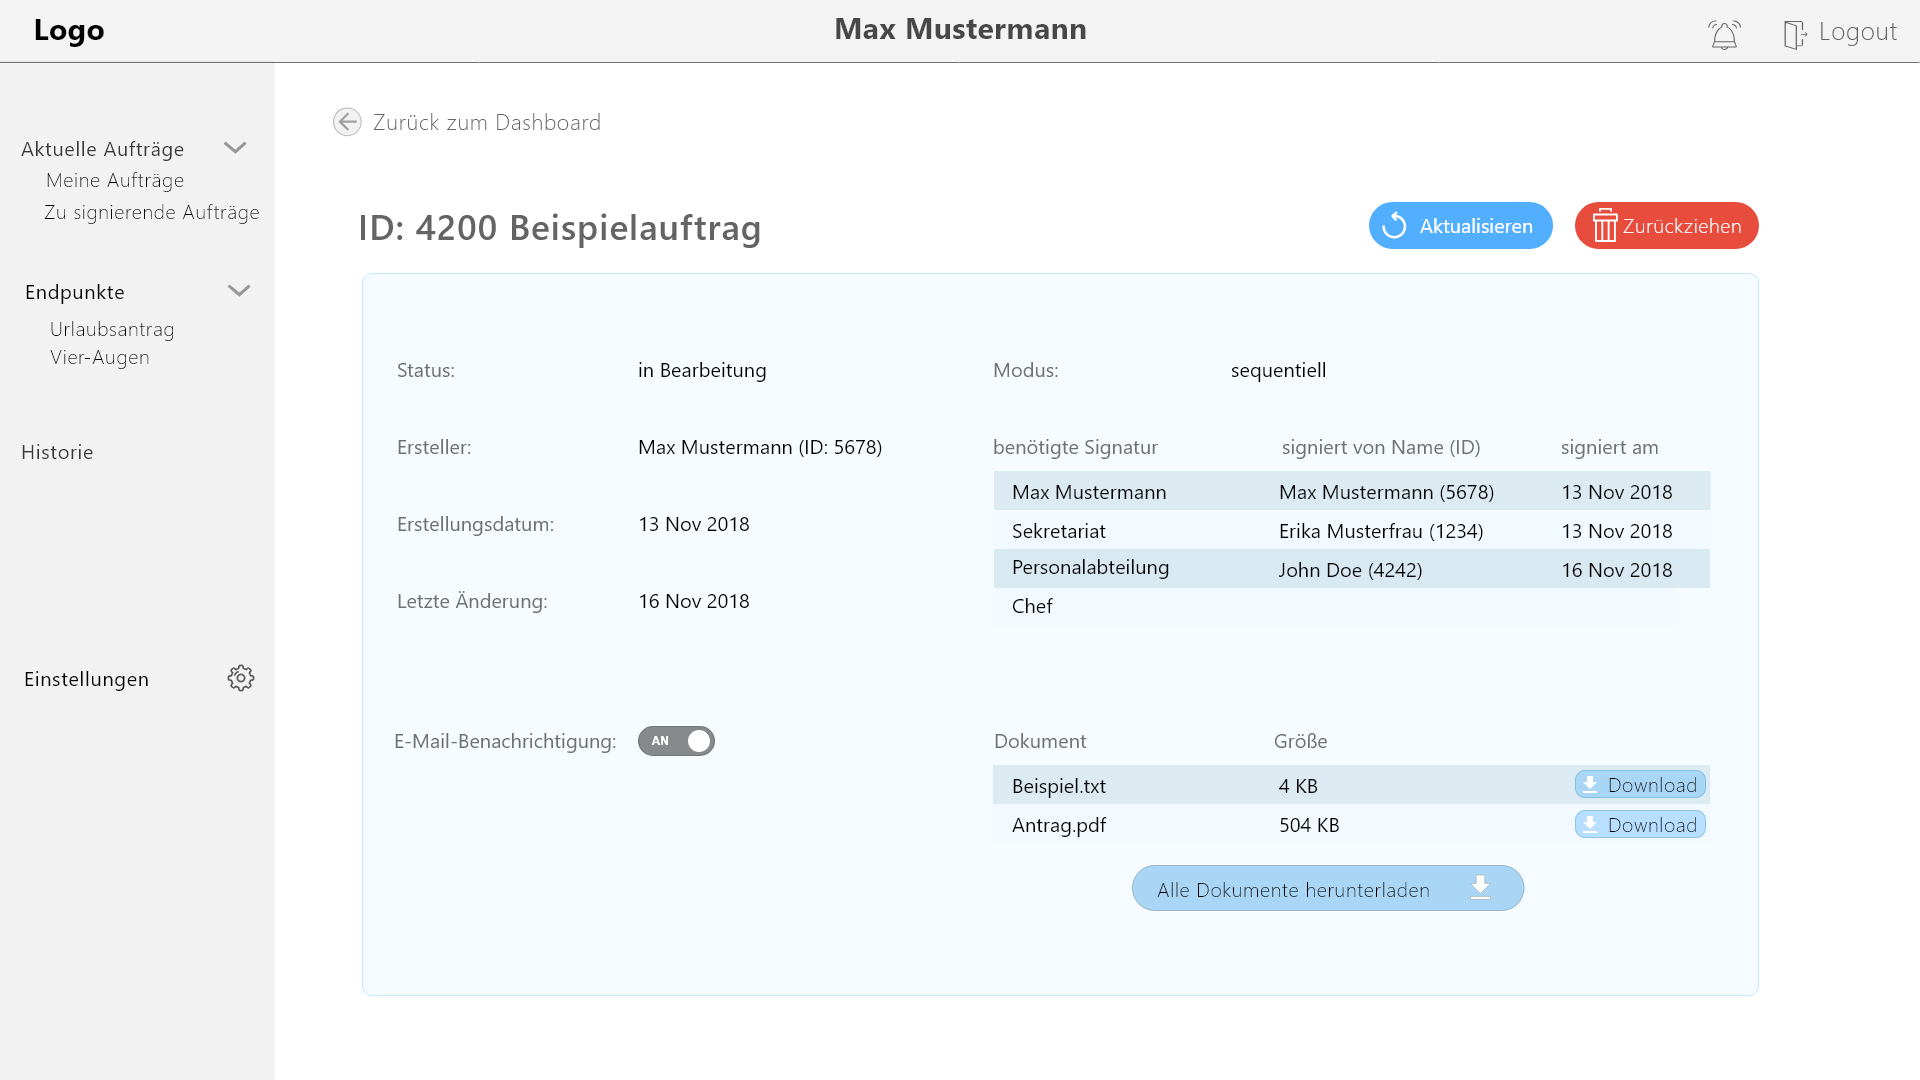 Logo
Max Mustermann
Logout
Zurück zum Dashboard
Aktuelle Aufträge
Meine Aufträge
Zu signierende Aufträge
Endpunkte
Urlaubsantrag
Vier-Augen
Historie
Einstellungen
ID: 4200 Beispielauftrag
Aktualisieren
Zurückziehen
Status: in Bearbeitung
Ersteller: Max Mustermann (ID: 5678)
Erstellungsdatum: 13 Nov 2018
Letzte Änderung: 16 Nov 2018
E-Mail-Benachrichtigung: AN
Modus: sequentiell
benötigte Signatur signiert von Name (ID) signiert am
Max Mustermann Max Mustermann (5678) 13 Nov 2018
Sekretariat Erika Musterfrau (1234) 13 Nov 2018
Personalabteilung John Doe (4242) 16 Nov 2018
Chef
Dokument Größe
Beispiel.txt 4 KB Download
Antrag.pdf 504 KB Download
Alle Dokumente herunterladen